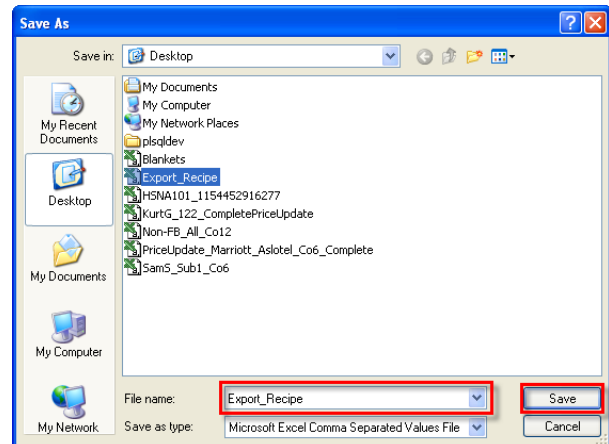 Save As
Save in: Desktop
My Recent Documents
Desktop
My Documents
My Computer
My Network
My Documents
My Computer
My Network Places
plsqldev
Blankets
Export_Recipe
HSNA101_1154452916277
KurtG_122_CompletePriceUpdate
Non-FB_All_Co12
PriceUpdate_Marriott_Aslotel_Co6_Complete
SamS_Sub1_Co6
File name: Export_Recipe Save
Save as type: Microsoft Excel Comma Separated Values File Cancel